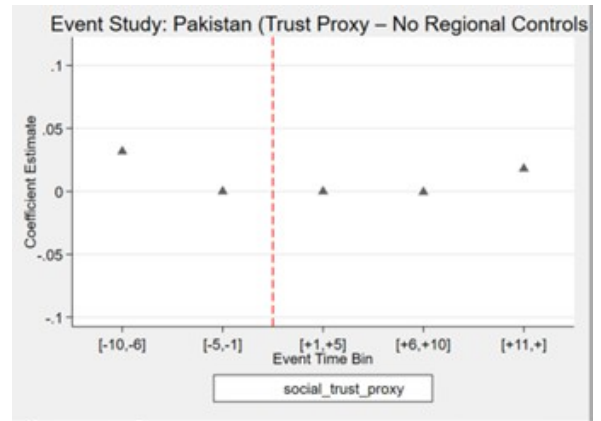 Event Study: Pakistan (Trust Proxy – No Regional Controls
.1
.05
0
-.05
-.1
Coefficient Estimate
[-10,-6] [-5,-1] [+1,+5] [+6,+10] [+11,+]
Event Time Bin
social_trust_proxy